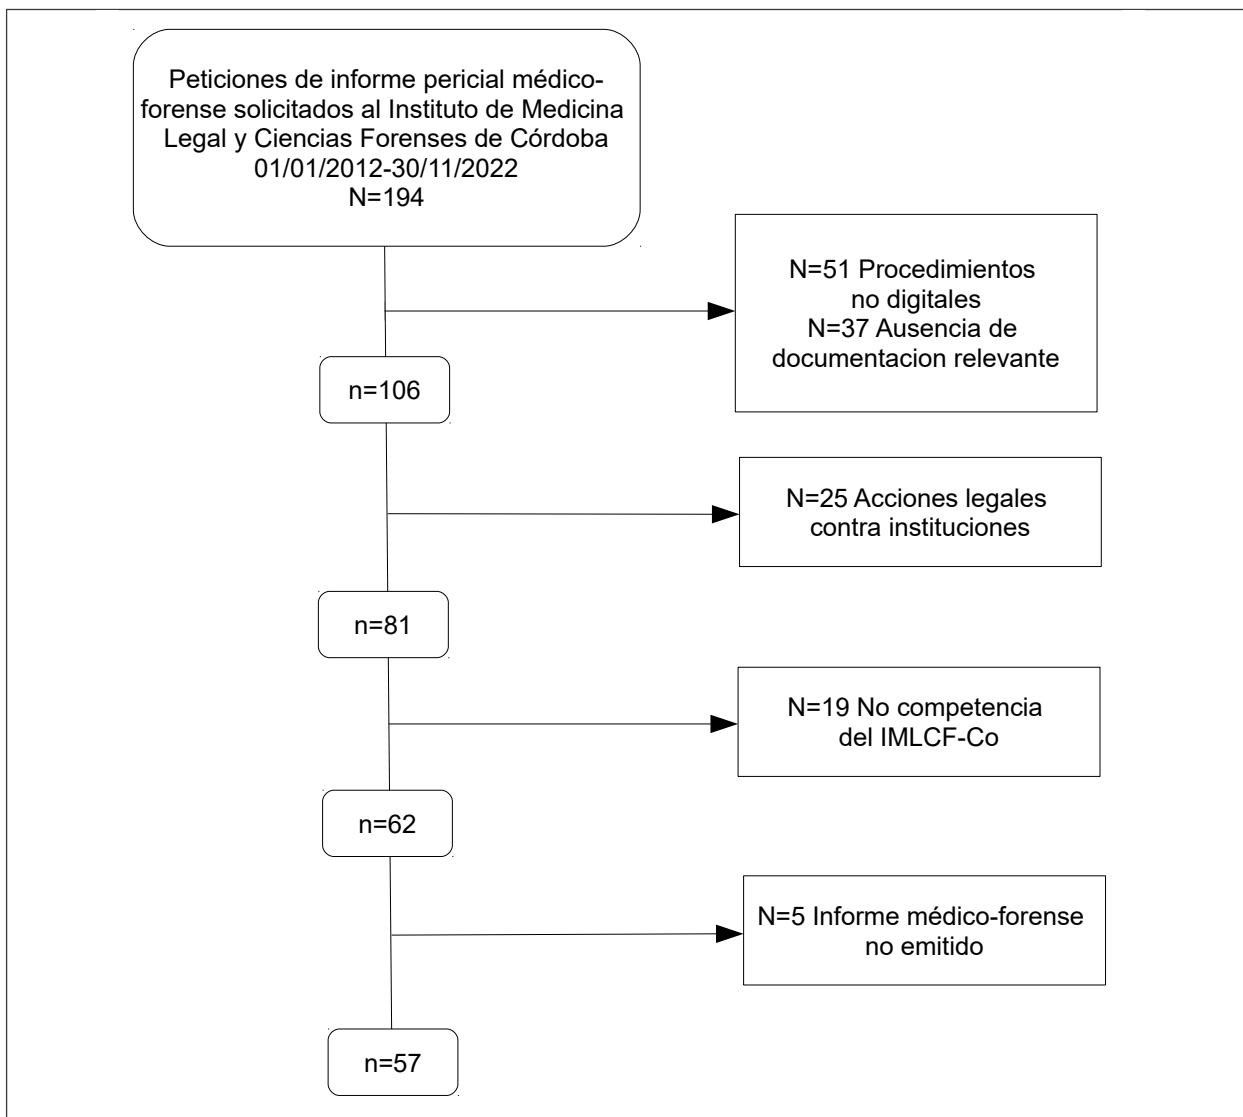 Peticiones de informe pericial médico-
forense solicitados al Instituto de Medicina
Legal y Ciencias Forenses de Córdoba
01/01/2012-30/11/2022
N=194
N=51 Procedimientos
no digitales
N=37 Ausencia de
documentacion relevante
n=106
N=25 Acciones legales
contra instituciones
n=81
N=19 No competencia
del IMLCF-Co
n=62
N=5 Informe médico-forense
no emitido
n=57